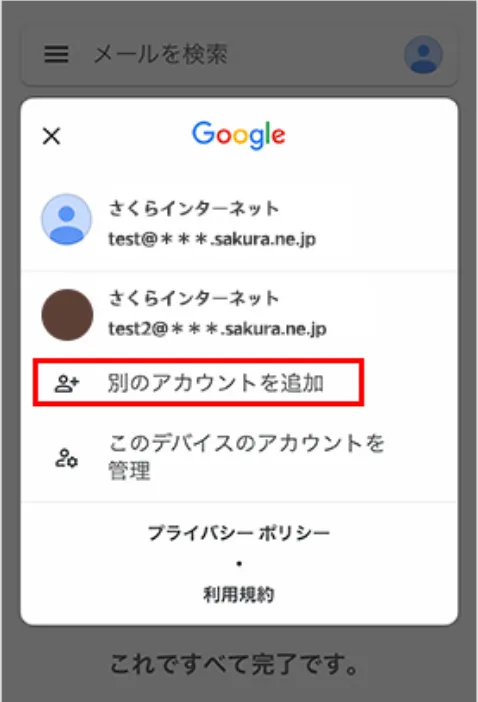 メールを検索
Google
さくらインターネット
test@＊＊＊.sakura.ne.jp
さくらインターネット
test2@＊＊＊.sakura.ne.jp
別のアカウントを追加
このデバイスのアカウントを
管理
プライバシー ポリシー
•
利用規約
これですべて完了です。